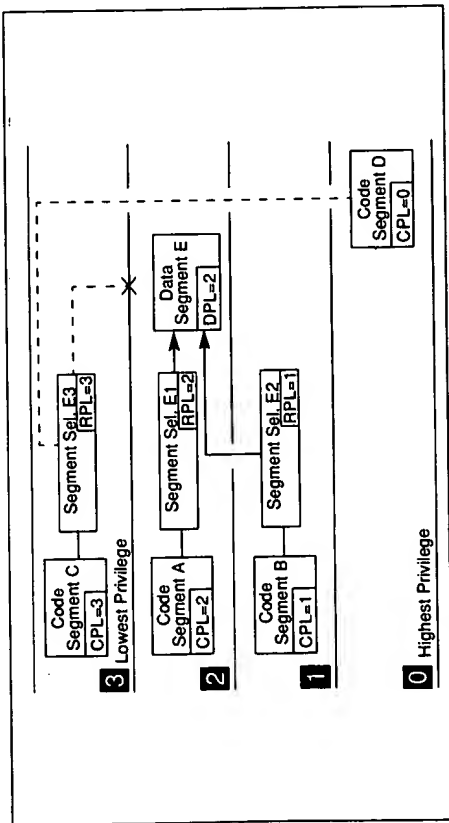 Code
Segment C
CPL=3
Segment Sel. E3
RPL=3
3
Lowest Privilege
Code
Segment A
CPL=2
Segment Sel. E1
RPL=2
Data
Segment E
DPL=2
2
Code
Segment B
CPL=1
Segment Sel. E2
RPL=1
1
Code
Segment D
CPL=0
0
Highest Privilege